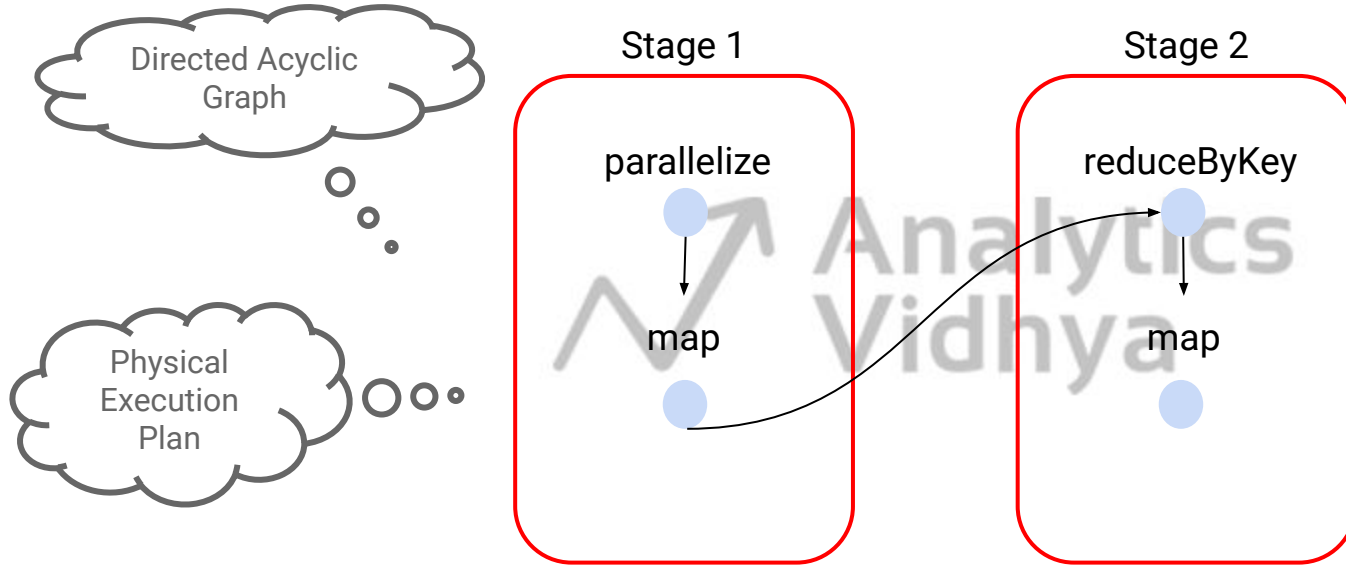 Directed Acyclic
Graph
Physical
Execution
Plan
Stage 1
parallelize
map
Stage 2
reduceByKey
map
Analytics
Vidhya